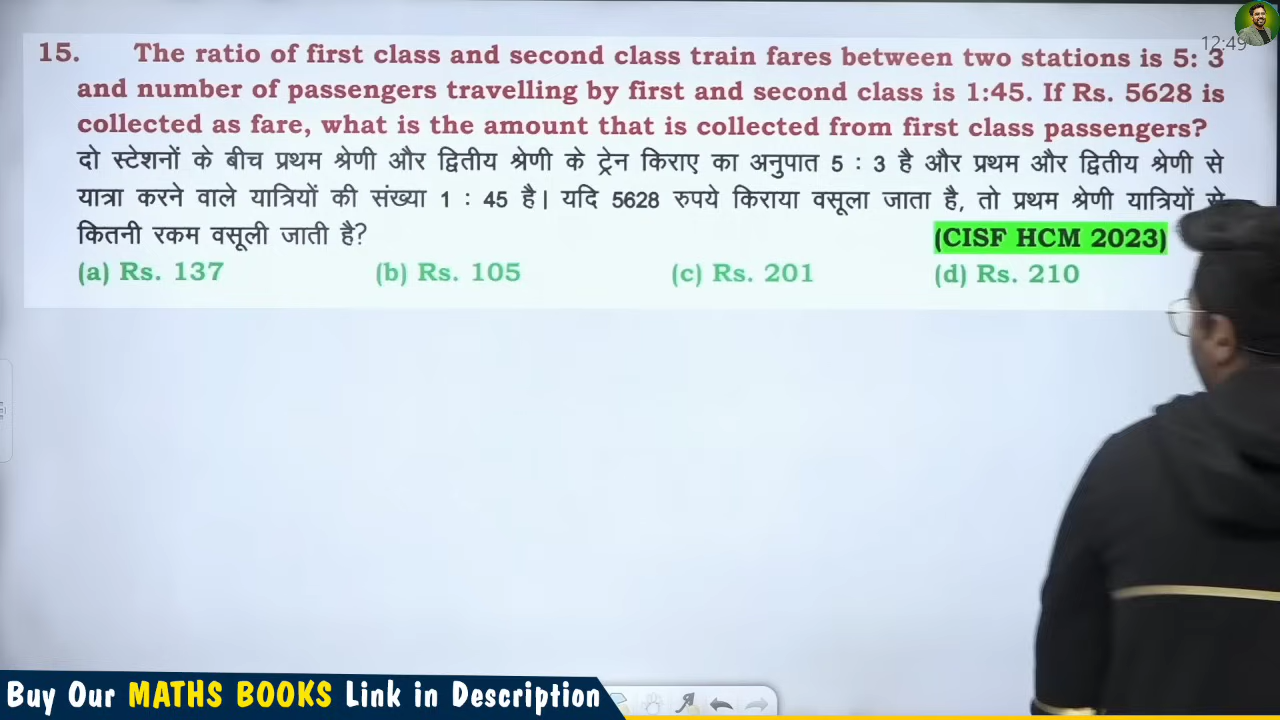 12:49
15. The ratio of first class and second class train fares between two stations is 5: 3
and number of passengers travelling by first and second class is 1:45. If Rs. 5628 is
collected as fare, what is the amount that is collected from first class passengers?
दो स्टेशनों के बीच प्रथम श्रेणी और द्वितीय श्रेणी के ट्रेन किराए का अनुपात 5 : 3 है और प्रथम और द्वितीय श्रेणी से
यात्रा करने वाले यात्रियों की संख्या 1 : 45 है। यदि 5628 रुपये किराया वसूला जाता है, तो प्रथम श्रेणी यात्रियों से
कितनी रकम वसूली जाती है?
(CISF HCM 2023)
(a) Rs. 137 (b) Rs. 105 (c) Rs. 201 (d) Rs. 210
Buy Our MATHS BOOKS Link in Description